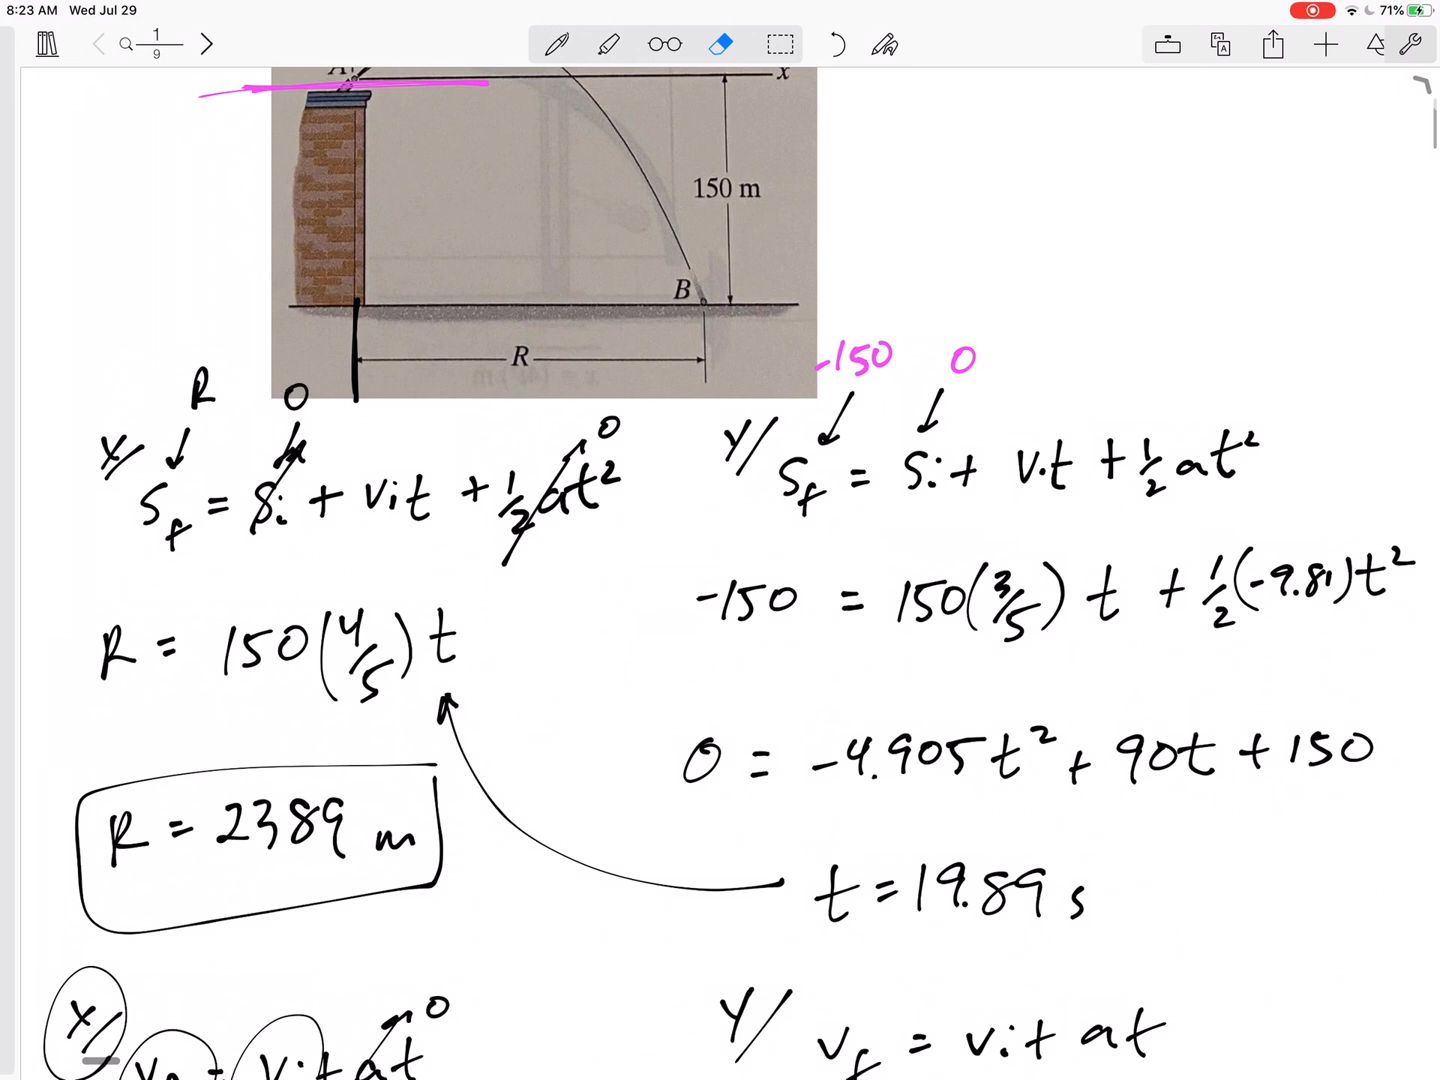 8:23 AM Wed Jul 29
71%
1
9
A
x
150 m
B
R
R 0
-150 0
X/ Sf = Si + Vit + 1/2 at² 0
Y/ Sf = Si + Vit + 1/2 at²
-150 = 150(3/5) t + 1/2(-9.81)t²
R = 150(4/5) t
0 = -4.905t² + 90t + 150
R = 2389 m
t = 19.89 s
X/ 0
Y/ Vf = Vi + at
Vi + at